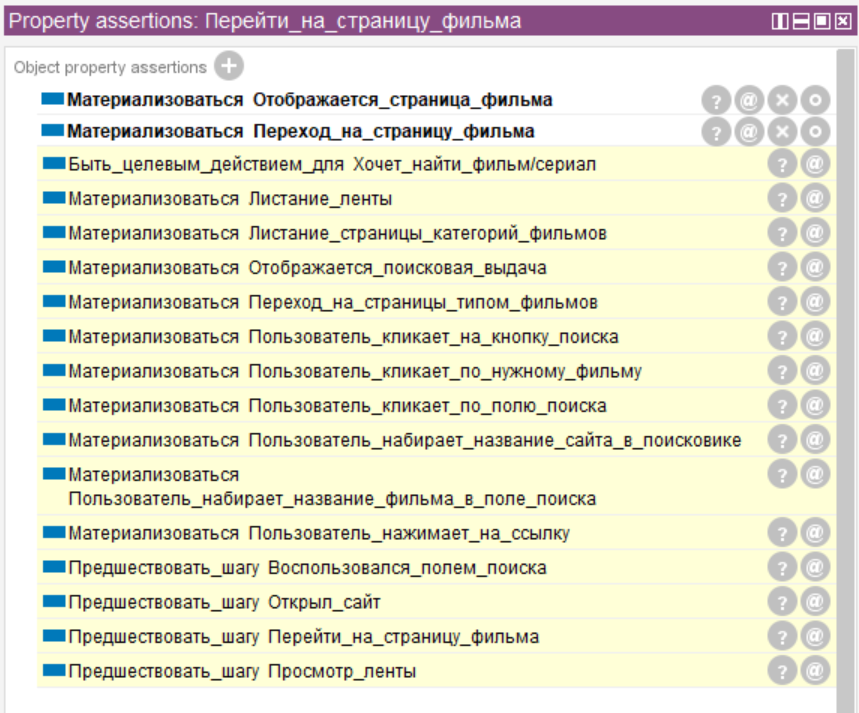 Property assertions: Перейти_на_страницу_фильма
Object property assertions
Материализоваться Отображается_страница_фильма
Материализоваться Переход_на_страницу_фильма
Быть_целевым_действием_для Хочет_найти_фильм/сериал
Материализоваться Листание_ленты
Материализоваться Листание_страницы_категорий_фильмов
Материализоваться Отображается_поисковая_выдача
Материализоваться Переход_на_страницы_типом_фильмов
Материализоваться Пользователь_кликает_на_кнопку_поиска
Материализоваться Пользователь_кликает_по_нужному_фильму
Материализоваться Пользователь_кликает_по_полю_поиска
Материализоваться Пользователь_набирает_название_сайта_в_поисковике
Материализоваться
Пользователь_набирает_название_фильма_в_поле_поиска
Материализоваться Пользователь_нажимает_на_ссылку
Предшествовать_шагу Воспользовался_полем_поиска
Предшествовать_шагу Открыл_сайт
Предшествовать_шагу Перейти_на_страницу_фильма
Предшествовать_шагу Просмотр_ленты